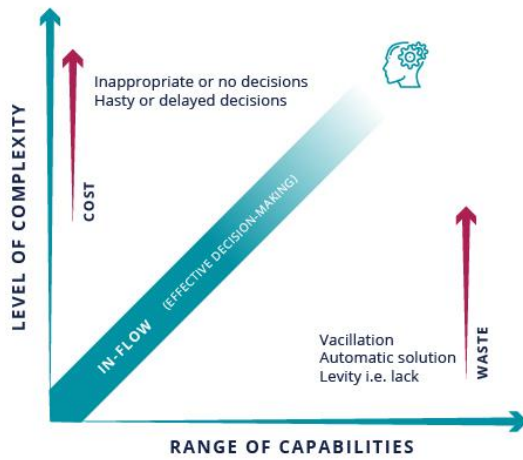 Inappropriate or no decisions
Hasty or delayed decisions
LEVEL OF COMPLEXITY
COST
IN-FLOW (EFFECTIVE DECISION-MAKING)
Vacillation
Automatic solution
Levity i.e. lack
WASTE
RANGE OF CAPABILITIES